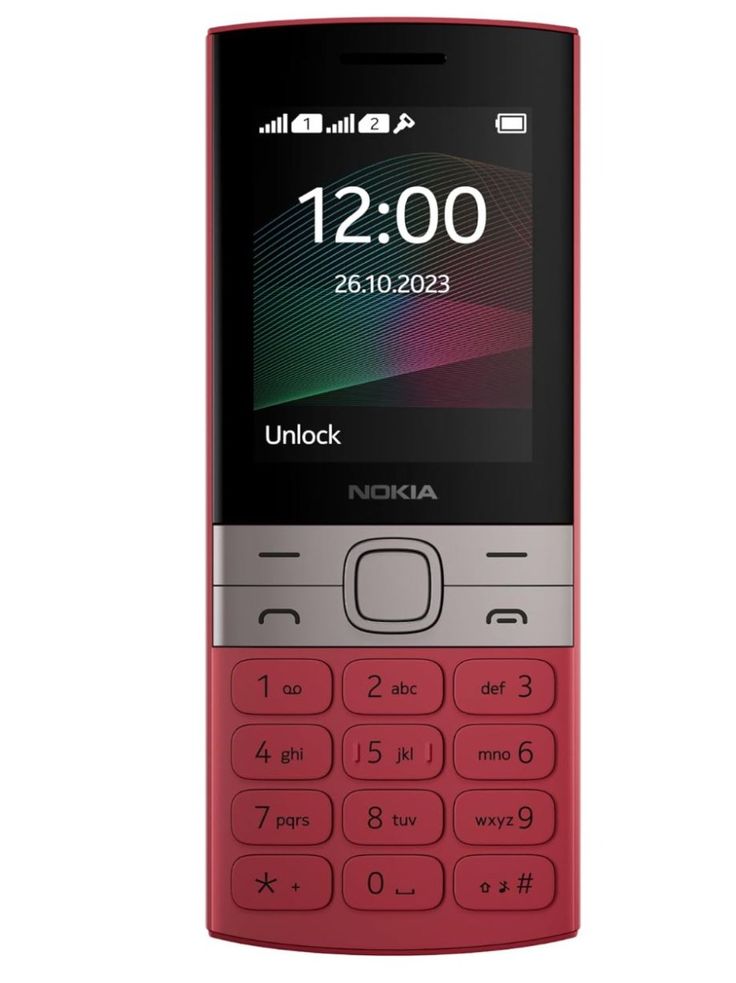 1 2
12:00
26.10.2023
Unlock
NOKIA
1 2 abc def 3
4 ghi 5 jkl mno 6
7 pqrs 8 tuv wxyz 9
* + 0 #